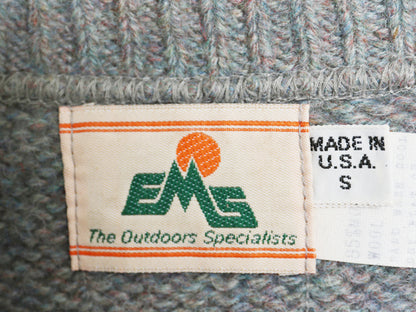 EMS
The Outdoors Specialists
MADE IN
U.S.A.
S